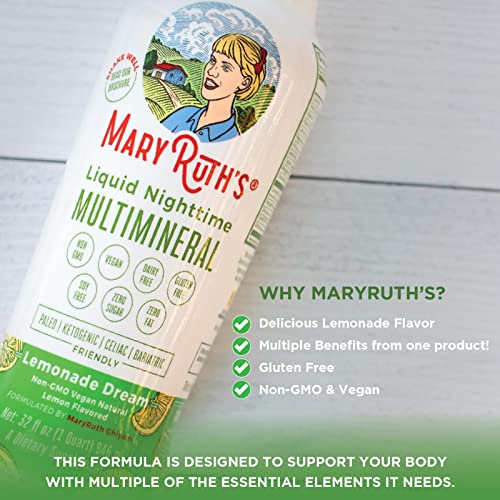 SHAKE WELL
READ OUR
BROCHURE
MARY RUTH'S®
Liquid Nighttime
MULTIMINERAL
NON
GMO
VEGAN
DAIRY
FREE
GLUTEN
FREE
SOY
FREE
ZERO
SUGAR
ZERO
FAT
PALEO | KETOGENIC | CELIAC | BARIATRIC
FRIENDLY
Lemonade Dream
Non-GMO Vegan Natural
Lemon Flavored
FORMULATED BY MaryRuth Ghiyam
Net: 32 fl oz (1 Quart) 946
A Dietary
WHY MARYRUTH'S?
Delicious Lemonade Flavor
Multiple Benefits from one product!
Gluten Free
Non-GMO & Vegan
THIS FORMULA IS DESIGNED TO SUPPORT YOUR BODY
WITH MULTIPLE OF THE ESSENTIAL ELEMENTS IT NEEDS.